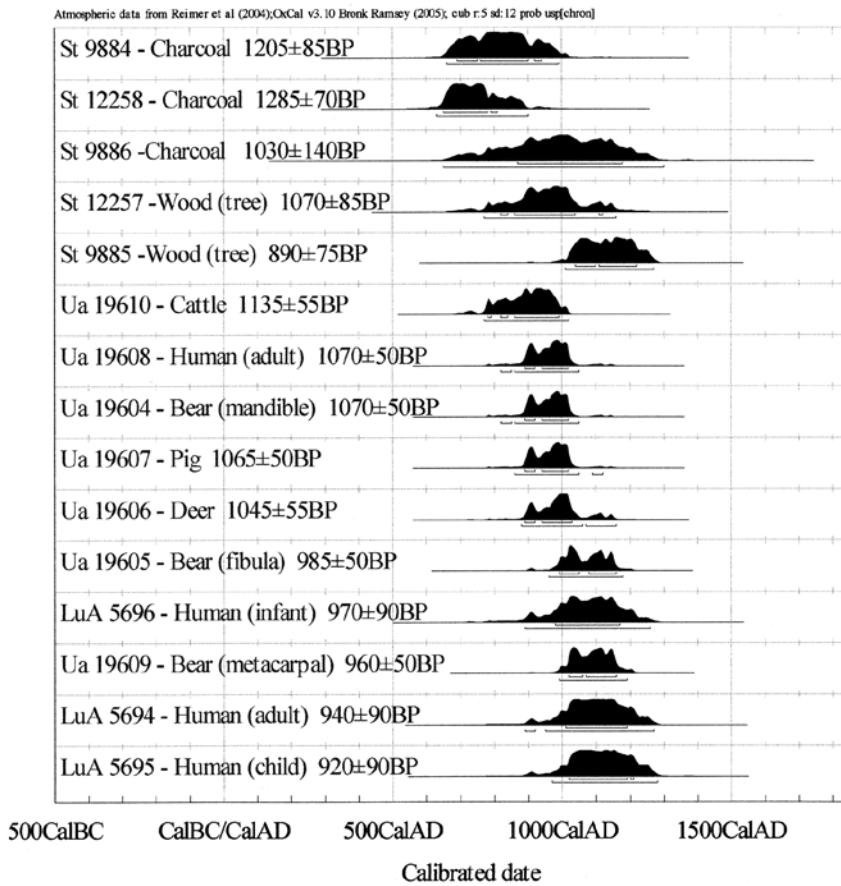 Atmospheric data from Reimer et al (2004);OxCal v3.10 Bronk Ramsey (2005); cub r:5 sd:12 prob usp[chron]
St 9884 - Charcoal 1205±85BP
St 12258 - Charcoal 1285±70BP
St 9886 -Charcoal 1030±140BP
St 12257 -Wood (tree) 1070±85BP
St 9885 -Wood (tree) 890±75BP
Ua 19610 - Cattle 1135±55BP
Ua 19608 - Human (adult) 1070±50BP
Ua 19604 - Bear (mandible) 1070±50BP
Ua 19607 - Pig 1065±50BP
Ua 19606 - Deer 1045±55BP
Ua 19605 - Bear (fibula) 985±50BP
LuA 5696 - Human (infant) 970±90BP
Ua 19609 - Bear (metacarpal) 960±50BP
LuA 5694 - Human (adult) 940±90BP
LuA 5695 - Human (child) 920±90BP
500CalBC CalBC/CalAD 500CalAD 1000CalAD 1500CalAD
Calibrated date